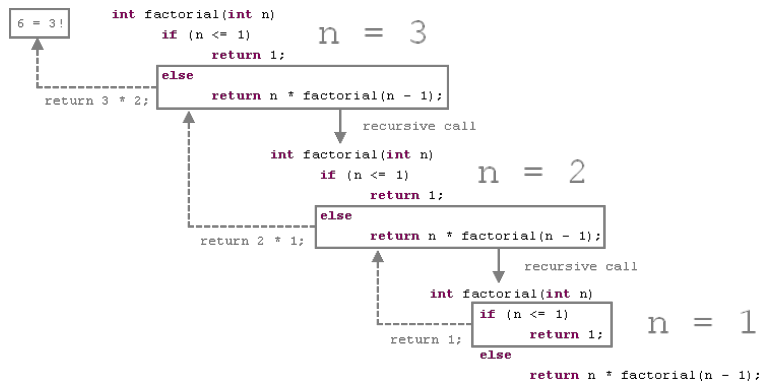 6 = 3!
int factorial(int n)
if (n <= 1)
return 1;
n = 3
else
return n * factorial(n - 1);
return 3 * 2;
recursive call
int factorial(int n)
if (n <= 1)
return 1;
n = 2
else
return n * factorial(n - 1);
return 2 * 1;
recursive call
int factorial(int n)
if (n <= 1)
return 1;
n = 1
return 1;
else
return n * factorial(n - 1);